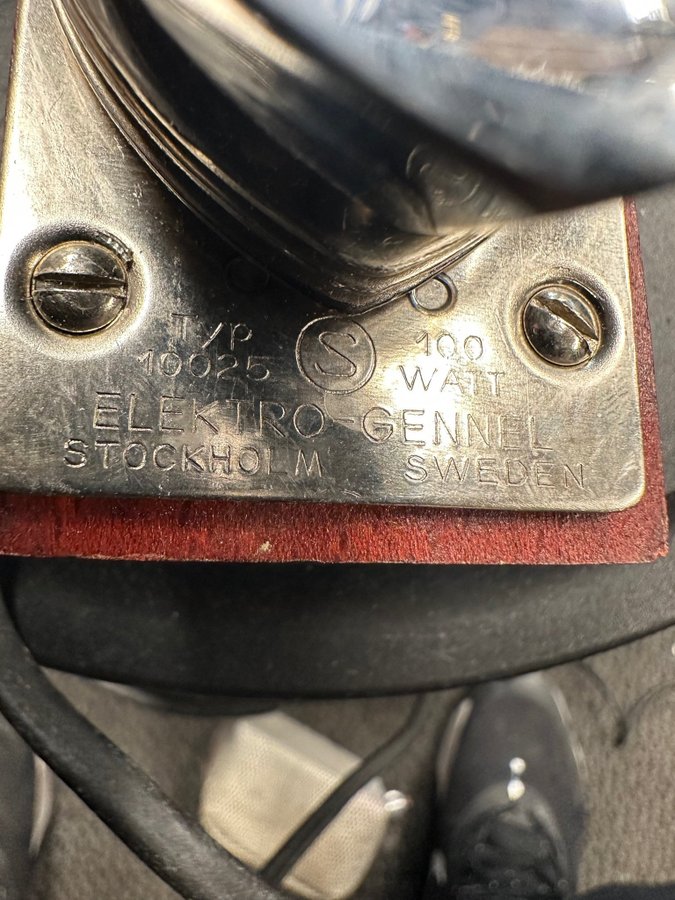 TYP S 100
10025 WATT
ELEKTRO-GENNEL
STOCKHOLM SWEDEN